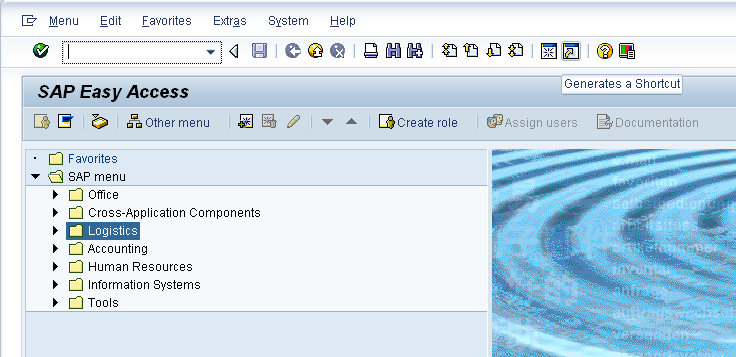 Menu Edit Favorites Extras System Help
Generates a Shortcut
SAP Easy Access
Other menu Create role Assign users Documentation
Favorites
SAP menu
Office
Cross-Application Components
Logistics
Accounting
Human Resources
Information Systems
Tools
favoriten